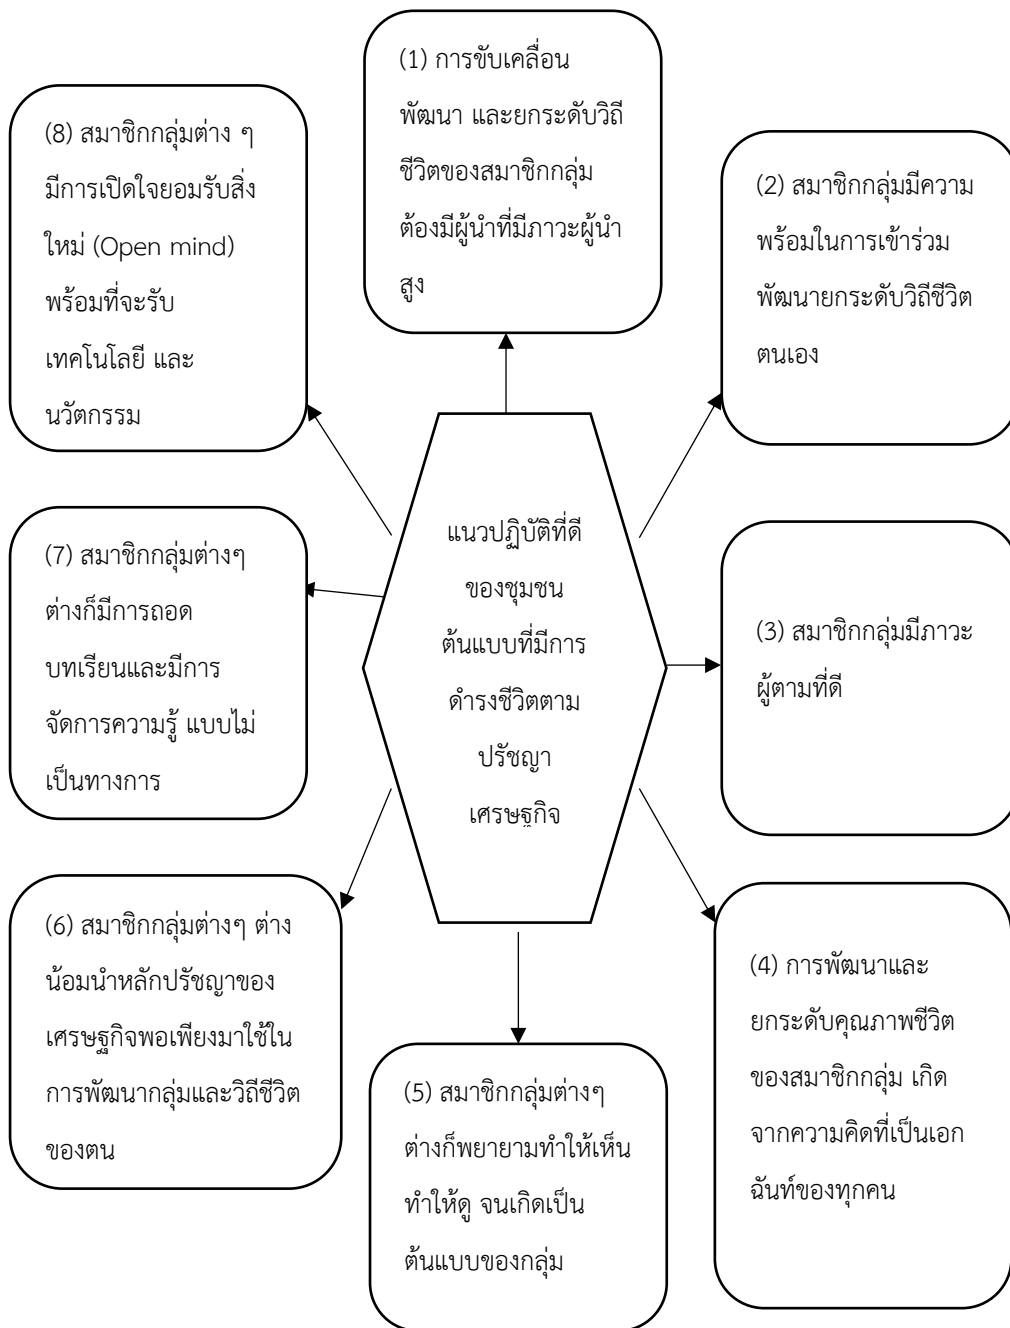 (1) การขับเคลื่อน
พัฒนา และยกระดับวิถี
ชีวิตของสมาชิกกลุ่ม
ต้องมีผู้นำที่มีภาวะผู้นำ
สูง
(2) สมาชิกกลุ่มมีความ
พร้อมในการเข้าร่วม
พัฒนายกระดับวิถีชีวิต
ตนเอง
(3) สมาชิกกลุ่มมีภาวะ
ผู้ตามที่ดี
(4) การพัฒนาและ
ยกระดับคุณภาพชีวิต
ของสมาชิกกลุ่ม เกิด
จากความคิดที่เป็นเอก
ฉันท์ของทุกคน
(5) สมาชิกกลุ่มต่างๆ
ต่างก็พยายามทำให้เห็น
ทำให้ดู จนเกิดเป็น
ต้นแบบของกลุ่ม
(6) สมาชิกกลุ่มต่างๆ ต่าง
น้อมนำหลักปรัชญาของ
เศรษฐกิจพอเพียงมาใช้ใน
การพัฒนากลุ่มและวิถีชีวิต
ของตน
(7) สมาชิกกลุ่มต่างๆ
ต่างก็มีการถอด
บทเรียนและมีการ
จัดการความรู้ แบบไม่
เป็นทางการ
(8) สมาชิกกลุ่มต่าง ๆ
มีการเปิดใจยอมรับสิ่ง
ใหม่ (Open mind)
พร้อมที่จะรับ
เทคโนโลยี และ
นวัตกรรม
แนวปฏิบัติที่ดี
ของชุมชน
ต้นแบบที่มีการ
ดำรงชีวิตตาม
ปรัชญา
เศรษฐกิจ